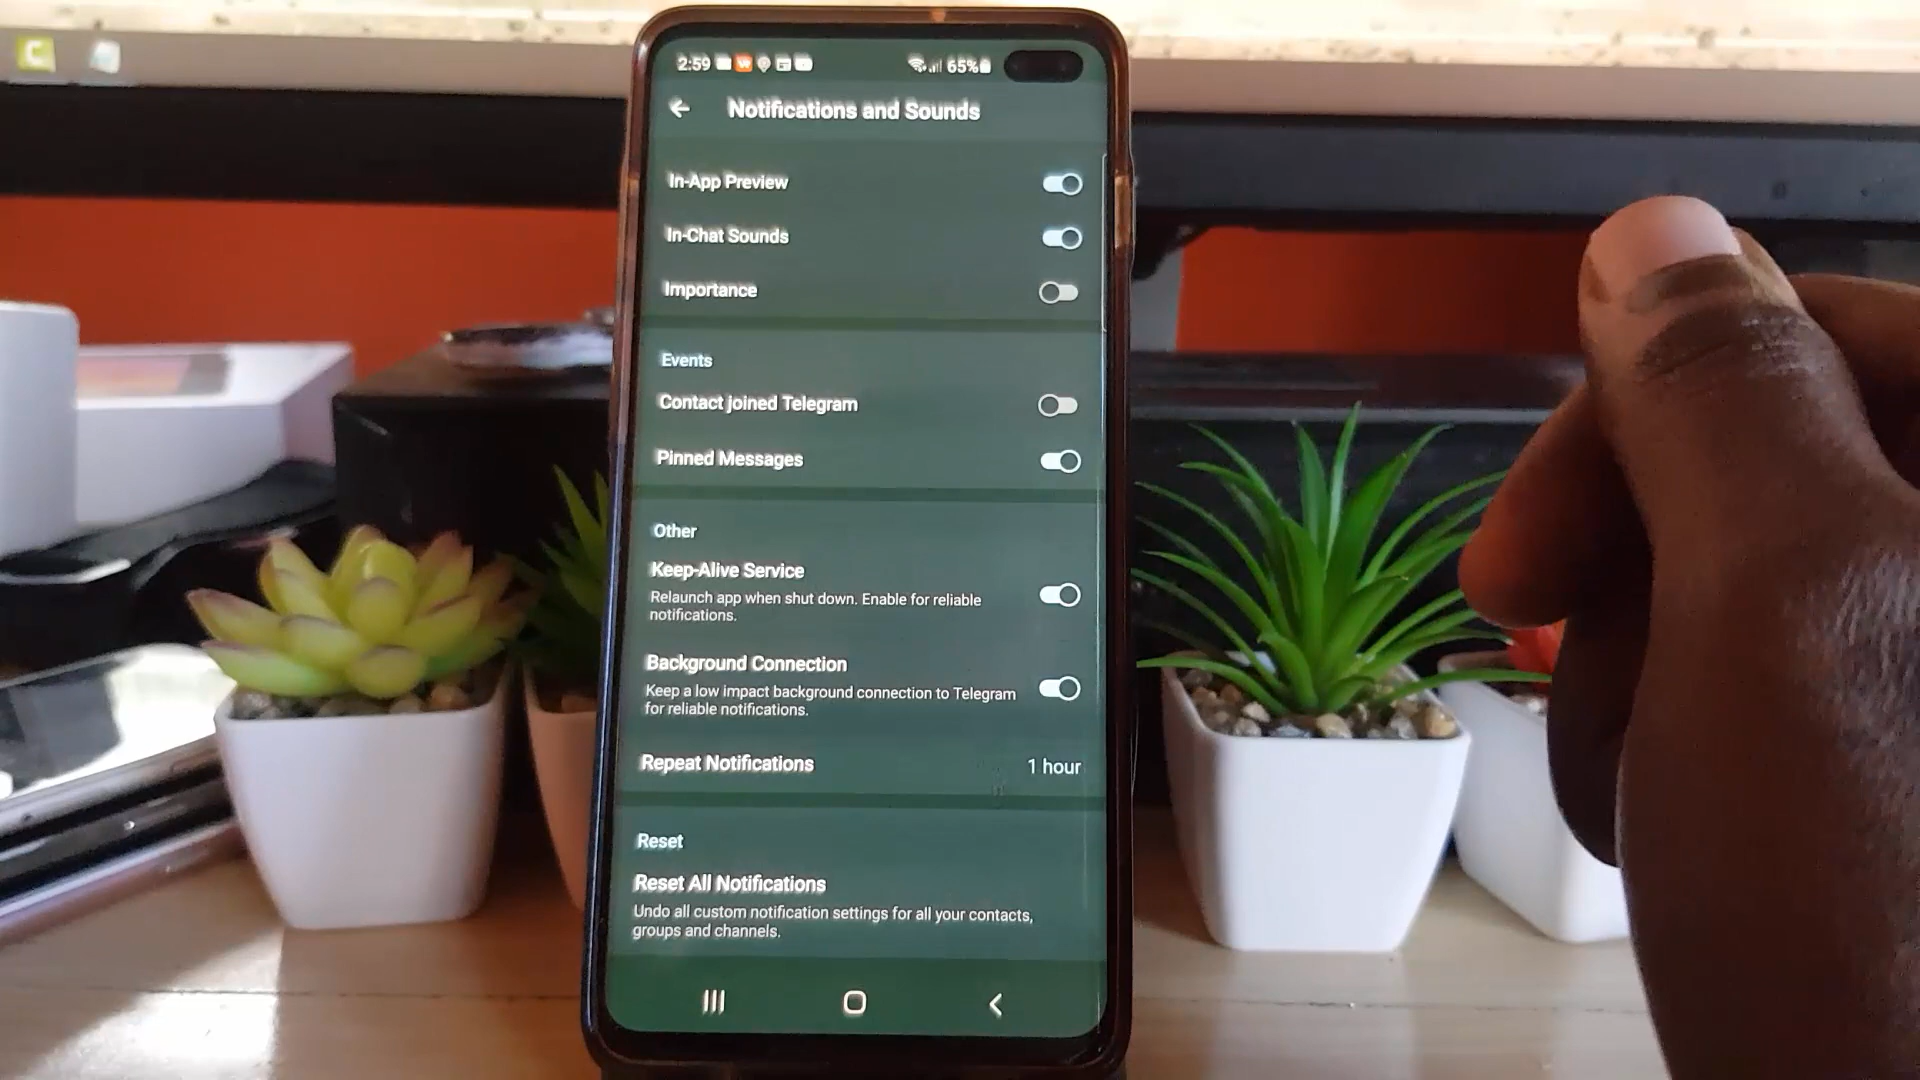 2:59
65%
Notifications and Sounds
In-App Preview
In-Chat Sounds
Importance
Events
Contact joined Telegram
Pinned Messages
Other
Keep-Alive Service
Relaunch app when shut down. Enable for reliable
notifications.
Background Connection
Keep a low impact background connection to Telegram
for reliable notifications.
Repeat Notifications
1 hour
Reset
Reset All Notifications
Undo all custom notification settings for all your contacts,
groups and channels.